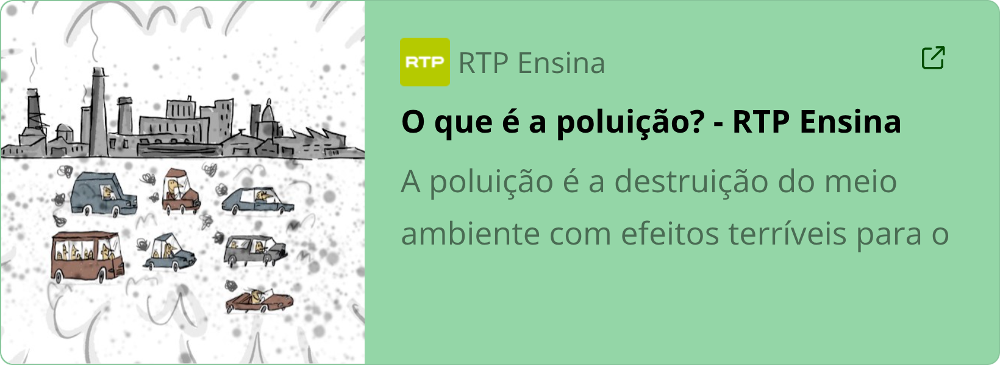 RTP
RTP Ensina
O que é a poluição? - RTP Ensina
A poluição é a destruição do meio
ambiente com efeitos terríveis para o